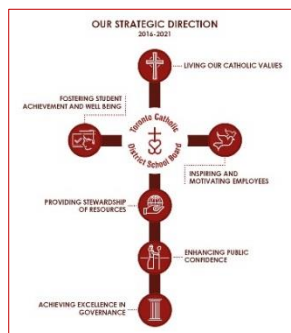 OUR STRATEGIC DIRECTION
2016-2021
LIVING OUR CATHOLIC VALUES
FOSTERING STUDENT
ACHIEVEMENT AND WELL BEING
Toronto Catholic
District School Board
INSPIRING AND
MOTIVATING EMPLOYEES
PROVIDING STEWARDSHIP
OF RESOURCES
ENHANCING PUBLIC
CONFIDENCE
ACHIEVING EXCELLENCE IN
GOVERNANCE